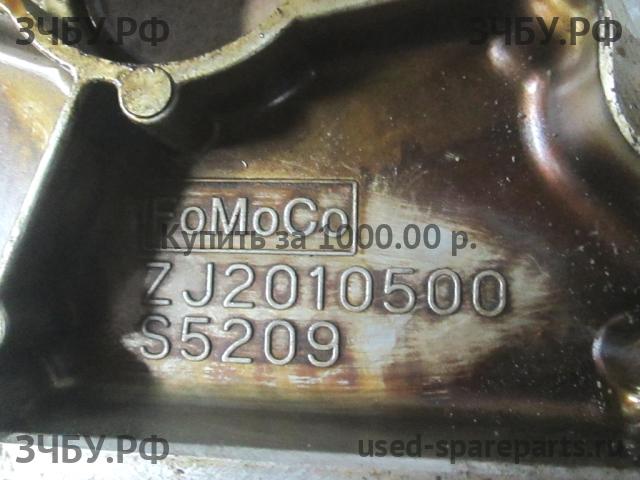 ЗЧБУ.РФ ЗЧБУ.РФ
FoMoCo
Купить за 1000.00 р.
ZJ2010500
S5209
ЗЧБУ.РФ used-spareparts.ru